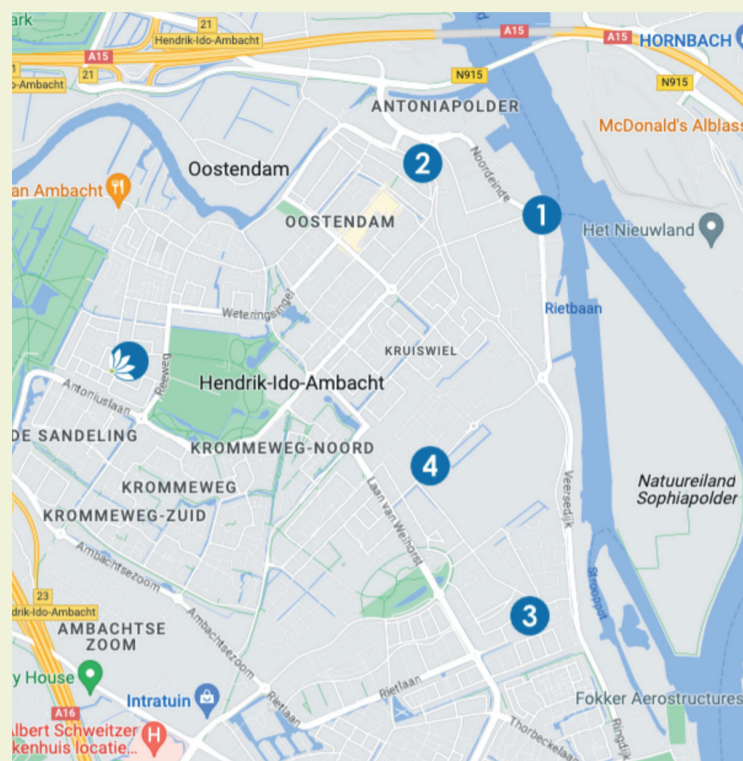 ark
21
Hendrik-Ido-Ambacht
A15
A15
A15
HORNBACH
21
N915
N915
ANTONIAPOLDER
McDonald's Alblass
Oostendam
2
Noordeinde
an Ambacht
1
OOSTENDAM
Het Nieuwland
Weteringsingel
Rietbaan
KRUISWIEL
Reeweg
Hendrik-Ido-Ambacht
Antoniuslaan
DE SANDELING
KROMMEWEG-NOORD
4
KROMMEWEG
Laan van Welhorst
Veersedijk
Natuureiland
Sophiapolder
KROMMEWEG-ZUID
Ambachtsezoom
Strooppot
23
drik-Ido-Ambacht
Ambachtsezoom
3
AMBACHTSE
ZOOM
y House
Rietlaan
Intratuin
Rietlaan
Fokker Aerostructures
A16
Thorbeckelaan
Ringdijk
Albert Schweitzer
kenhuis locatie...
H